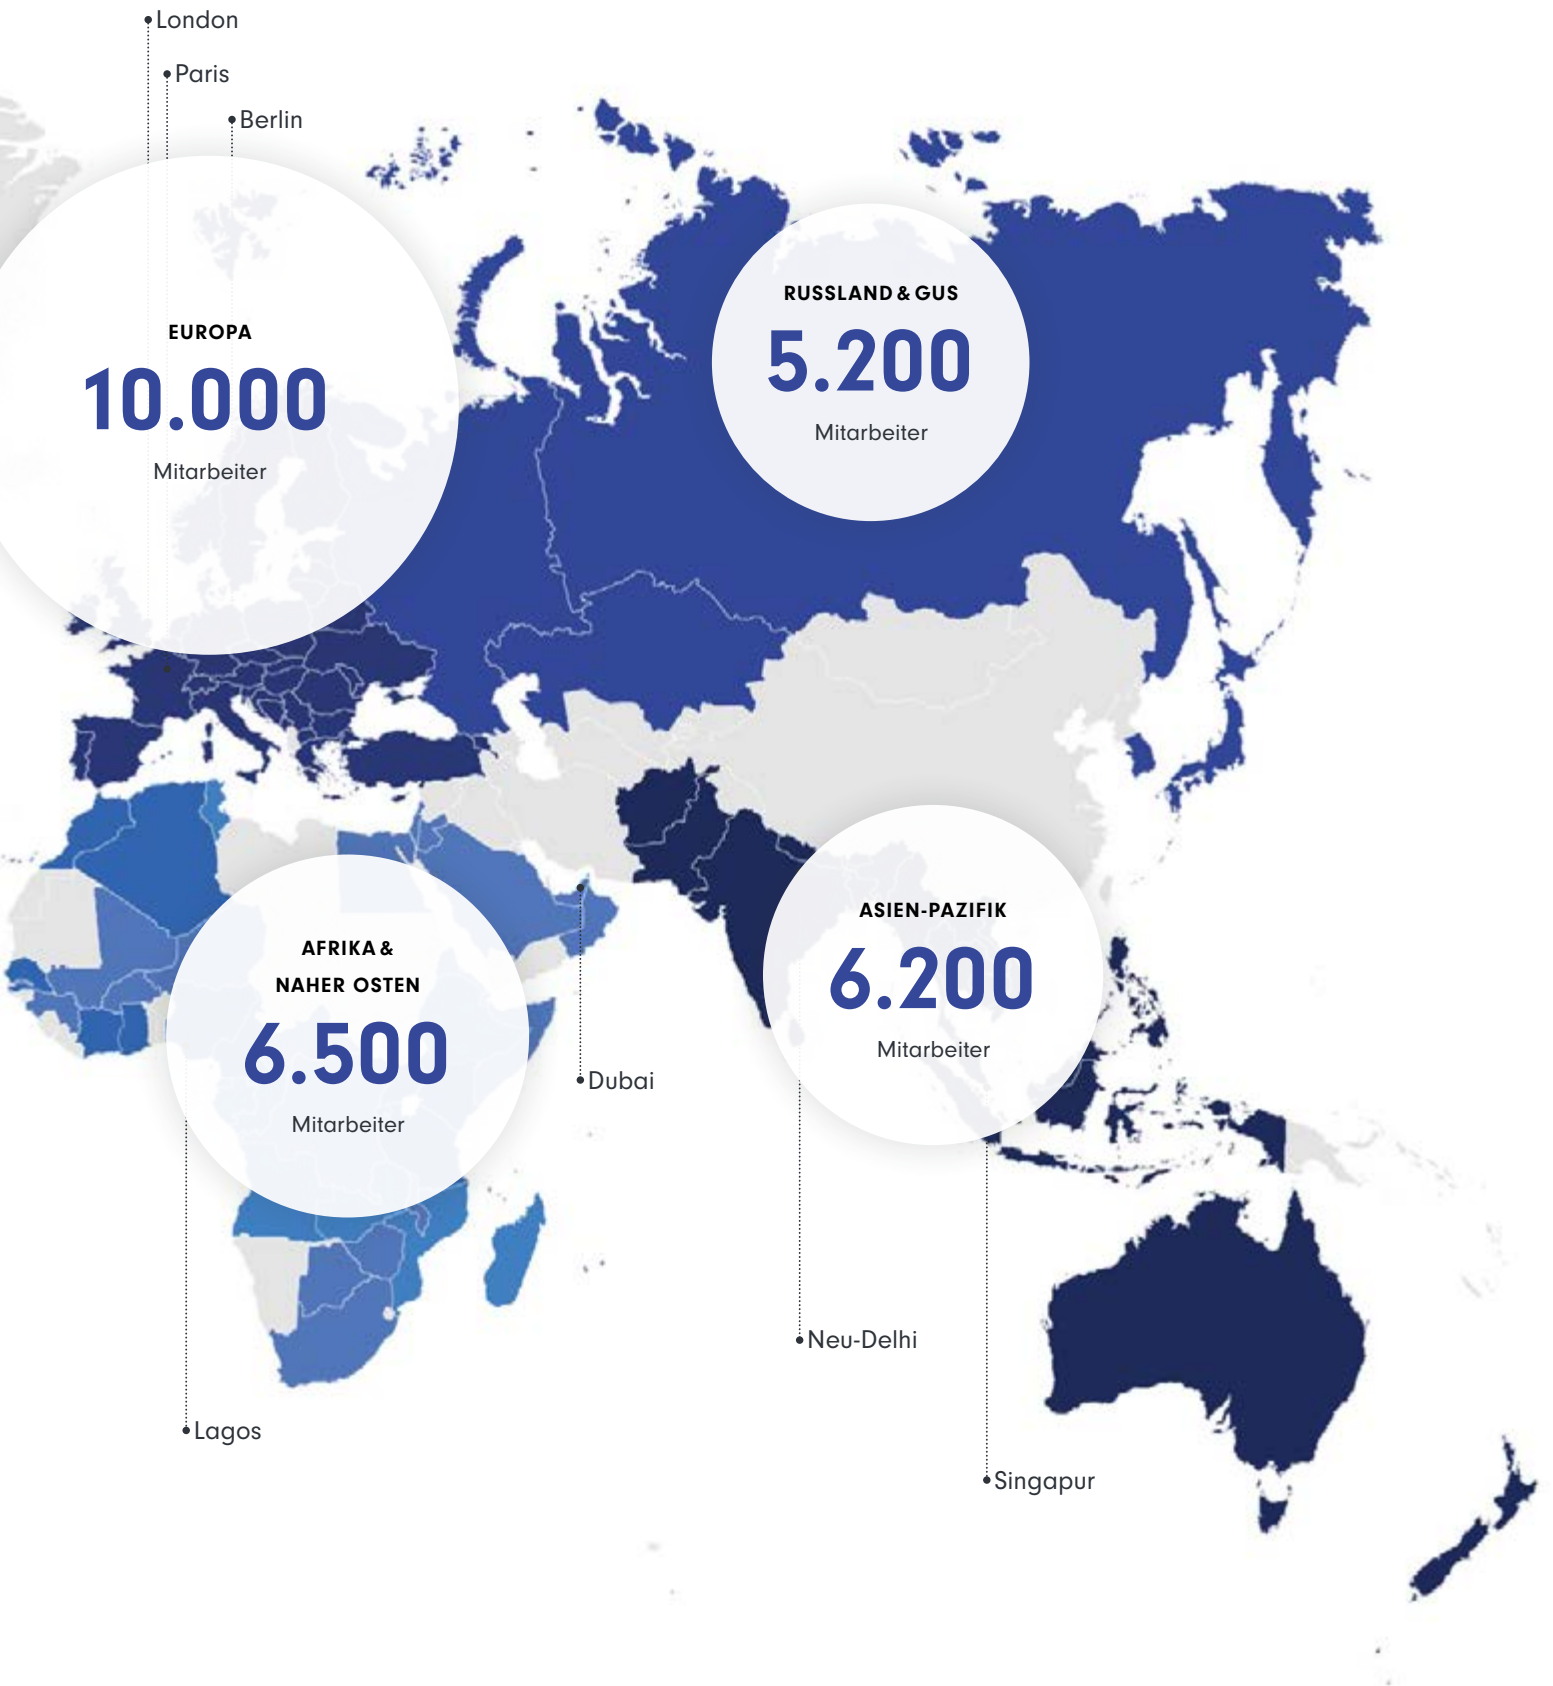 London
Paris
Berlin
RUSSLAND & GUS
5.200
Mitarbeiter
EUROPA
10.000
Mitarbeiter
ASIEN-PAZIFIK
6.200
Mitarbeiter
AFRIKA &
NAHER OSTEN
6.500
Mitarbeiter
Dubai
Neu-Delhi
Lagos
Singapur